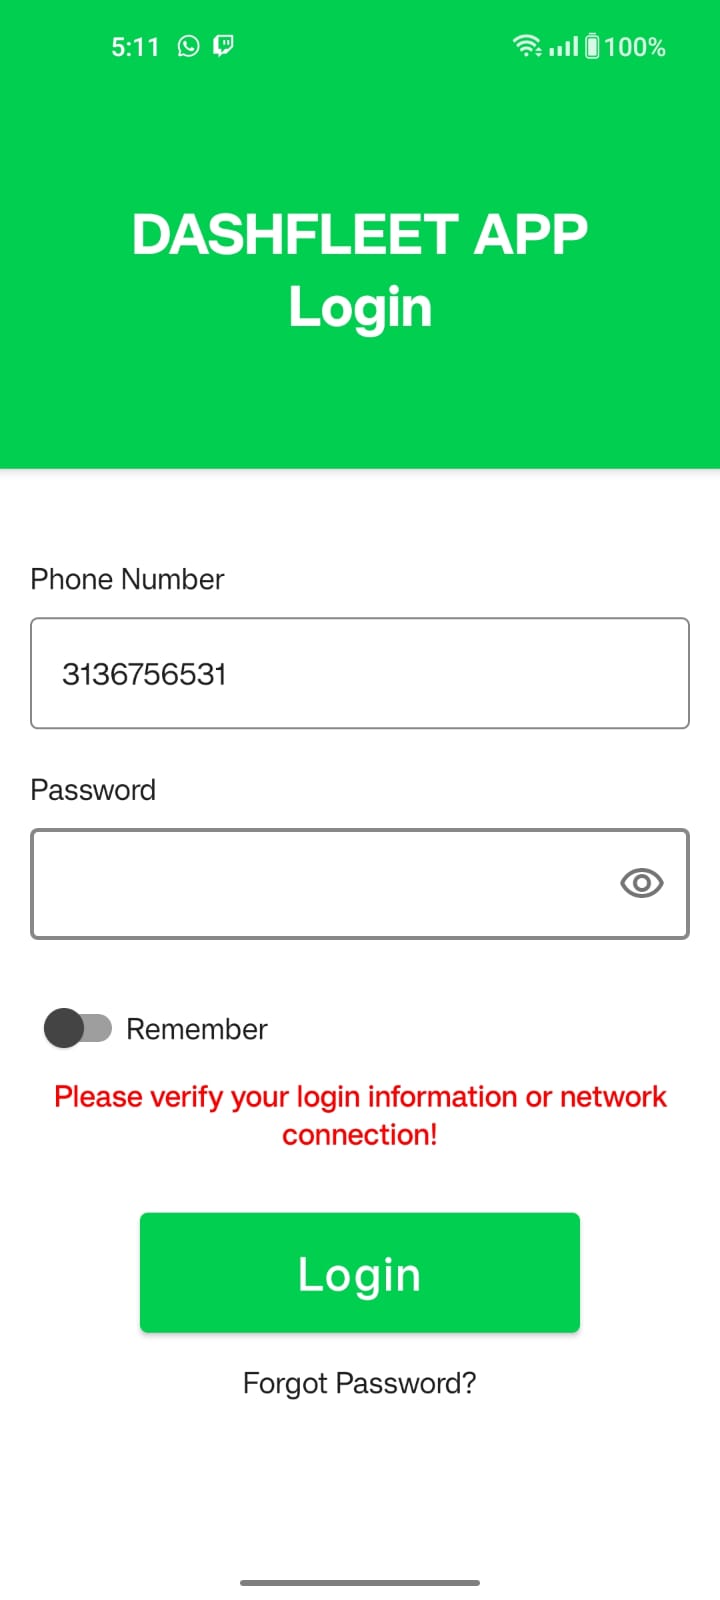 5:11 100%
DASHFLEET APP
Login
Phone Number
3136756531
Password
Remember
Please verify your login information or network
connection!
Login
Forgot Password?